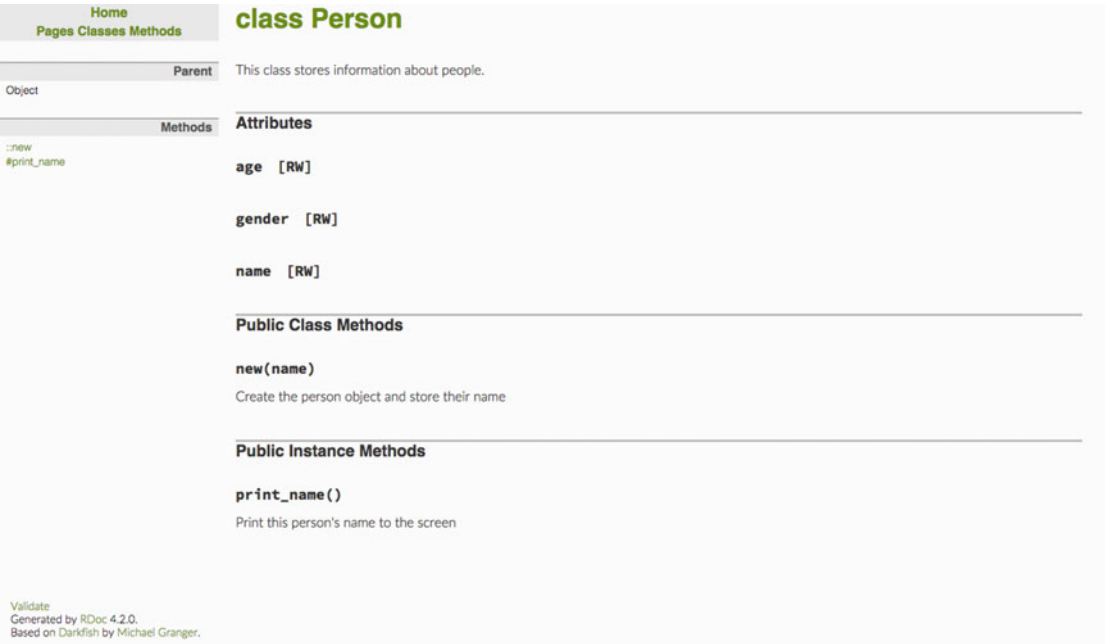 Home
Pages Classes Methods
Parent
Object
Methods
::new
#print_name
class Person
This class stores information about people.
Attributes
age [RW]
gender [RW]
name [RW]
Public Class Methods
new(name)
Create the person object and store their name
Public Instance Methods
print_name()
Print this person's name to the screen
Validate
Generated by RDoc 4.2.0.
Based on Darkfish by Michael Granger.